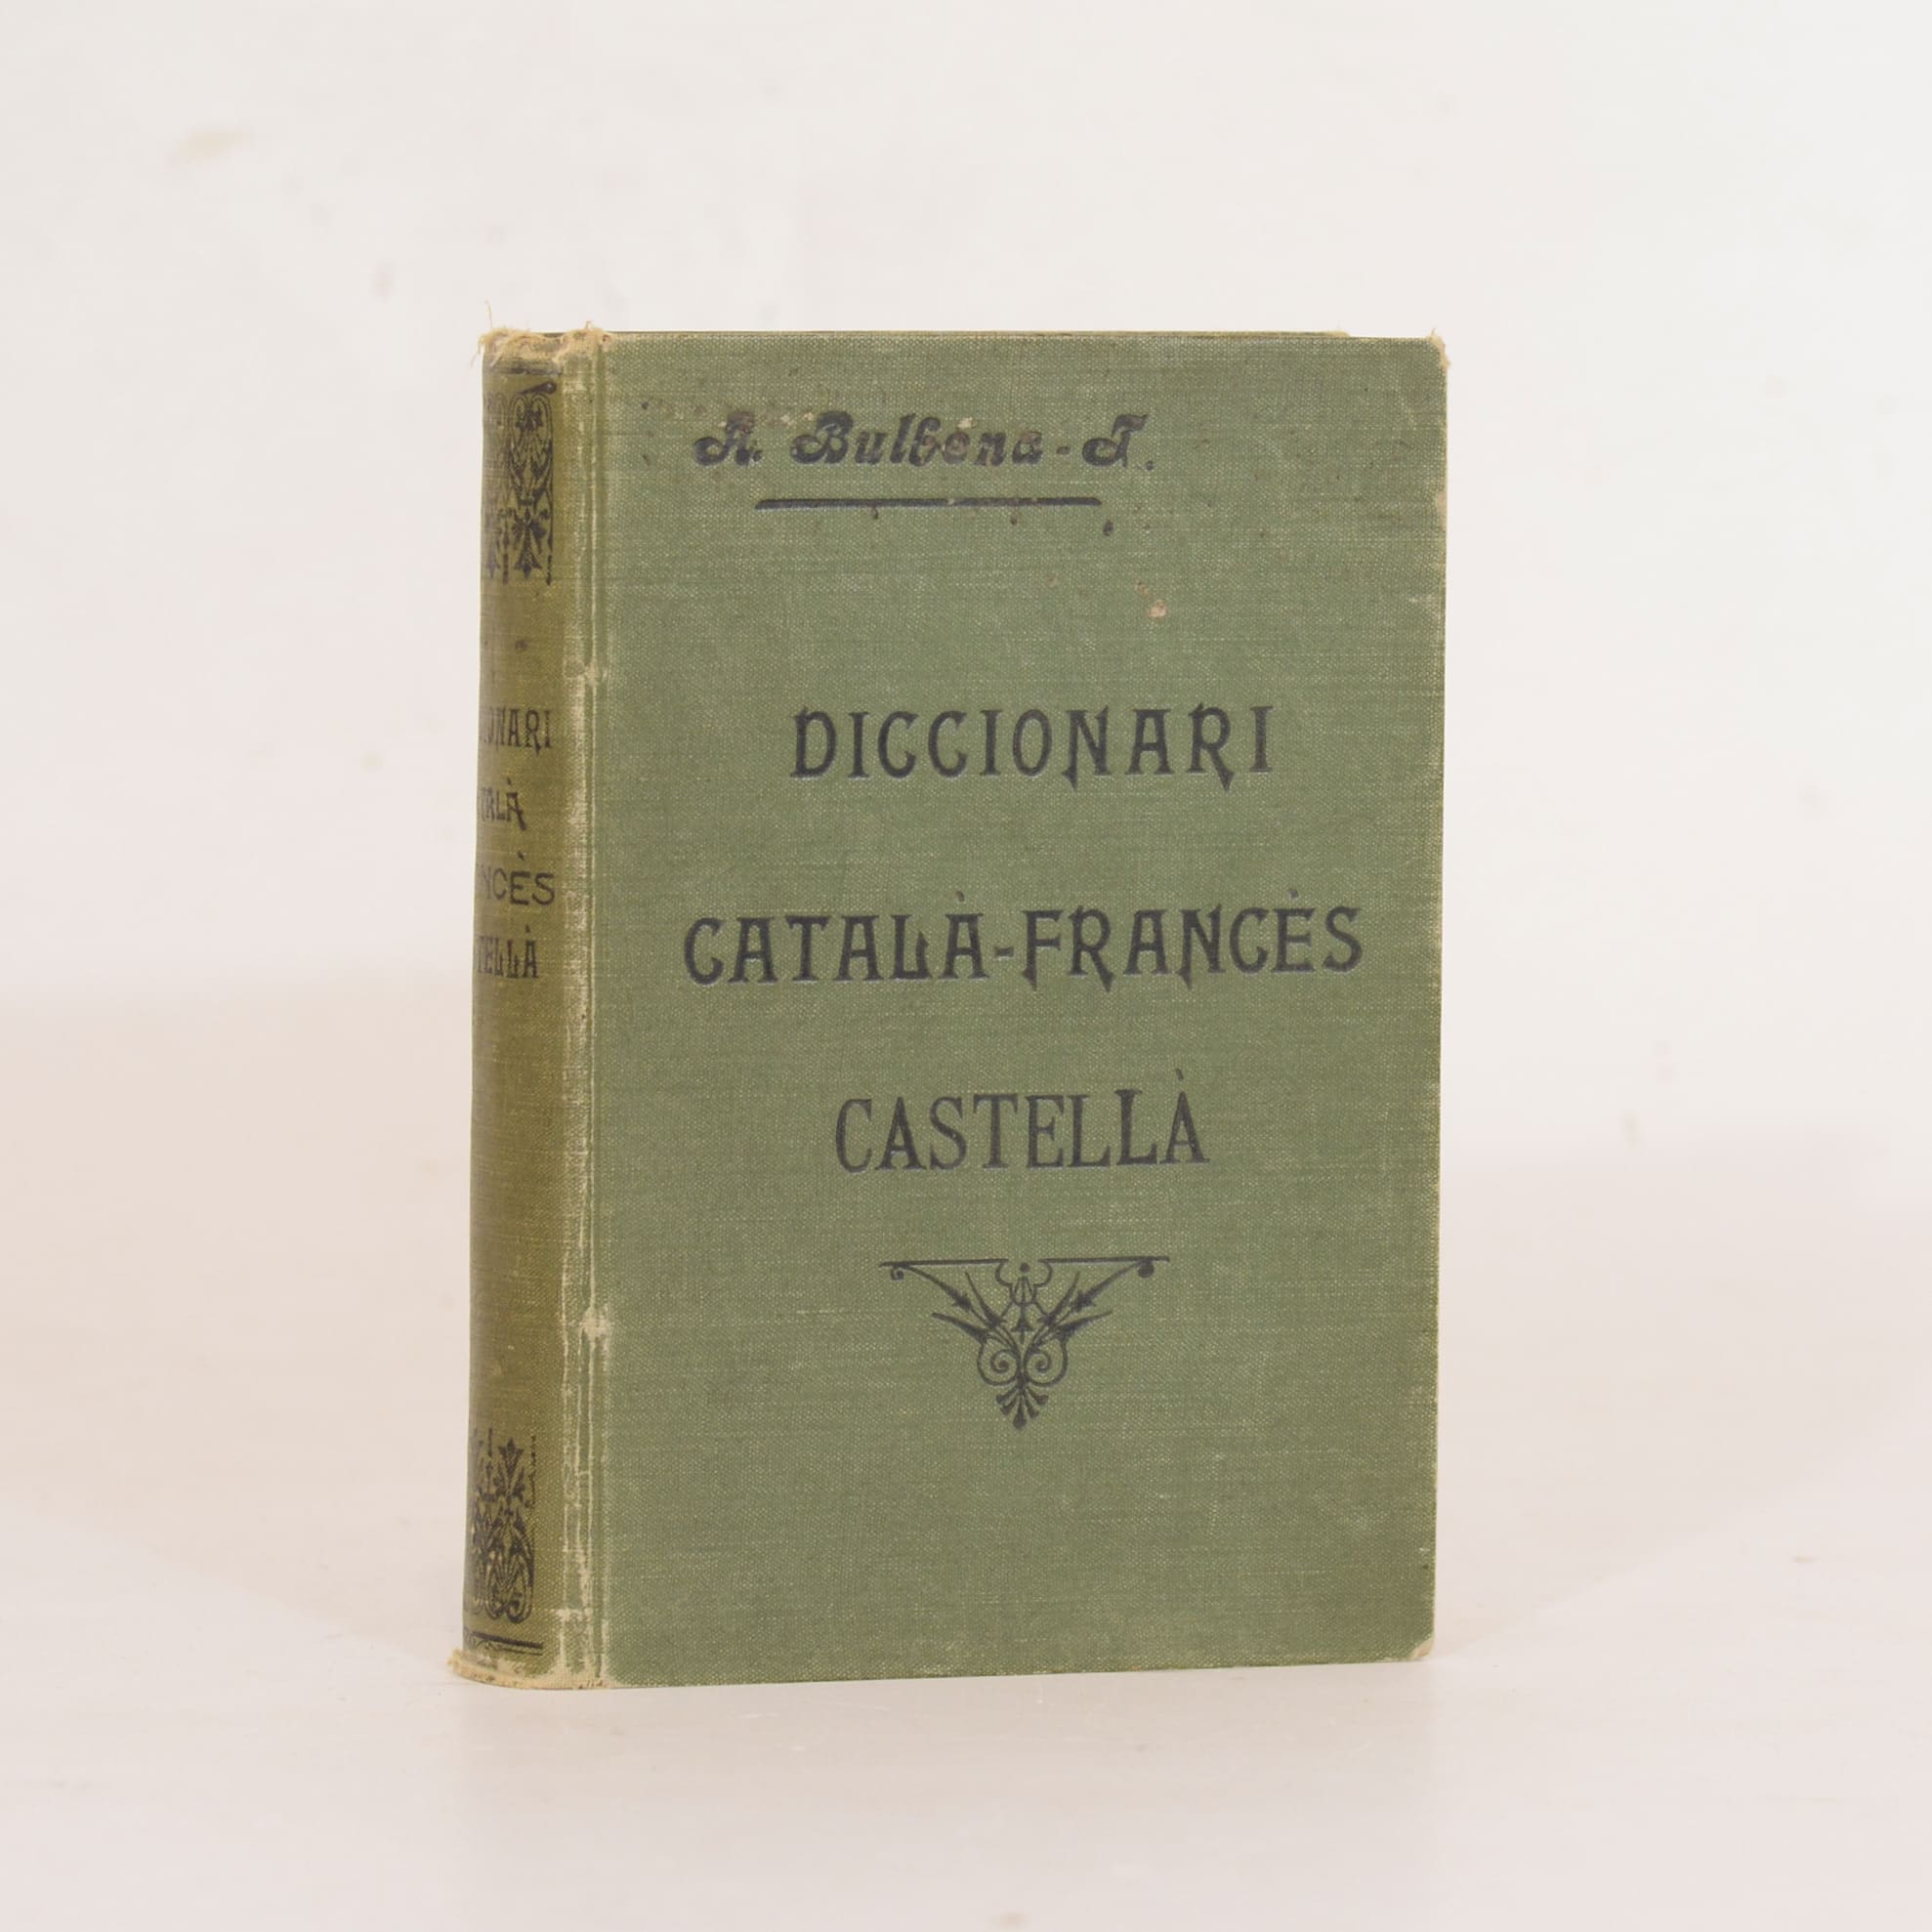 A. Bulbena-T.
DICCIONARI
CATALÀ-FRANCÈS
CASTELLÀ